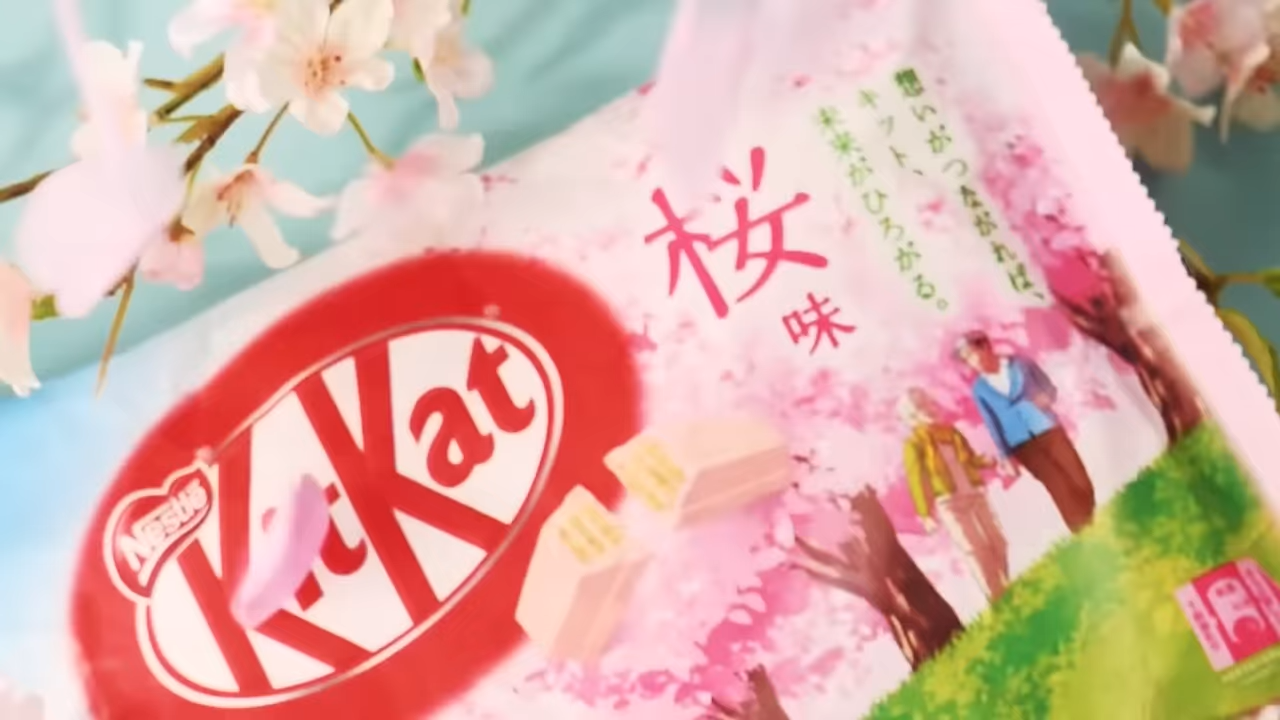 想いがつながれば、
キット、
未来がひろがる。
桜
味
Nestlé
KitKat